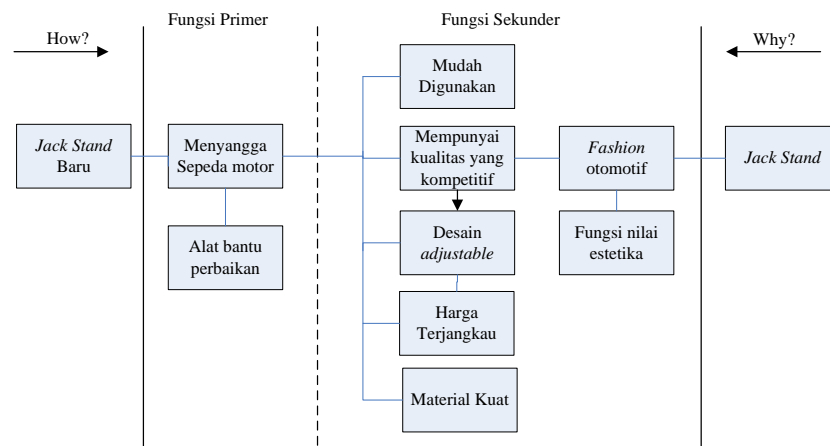 Fungsi Primer
Fungsi Sekunder
How?
Why?
Jack Stand
Baru
Menyangga
Sepeda motor
Alat bantu
perbaikan
Mudah
Digunakan
Mempunyai
kualitas yang
kompetitif
Desain
adjustable
Harga
Terjangkau
Material Kuat
Fashion
otomotif
Fungsi nilai
estetika
Jack Stand